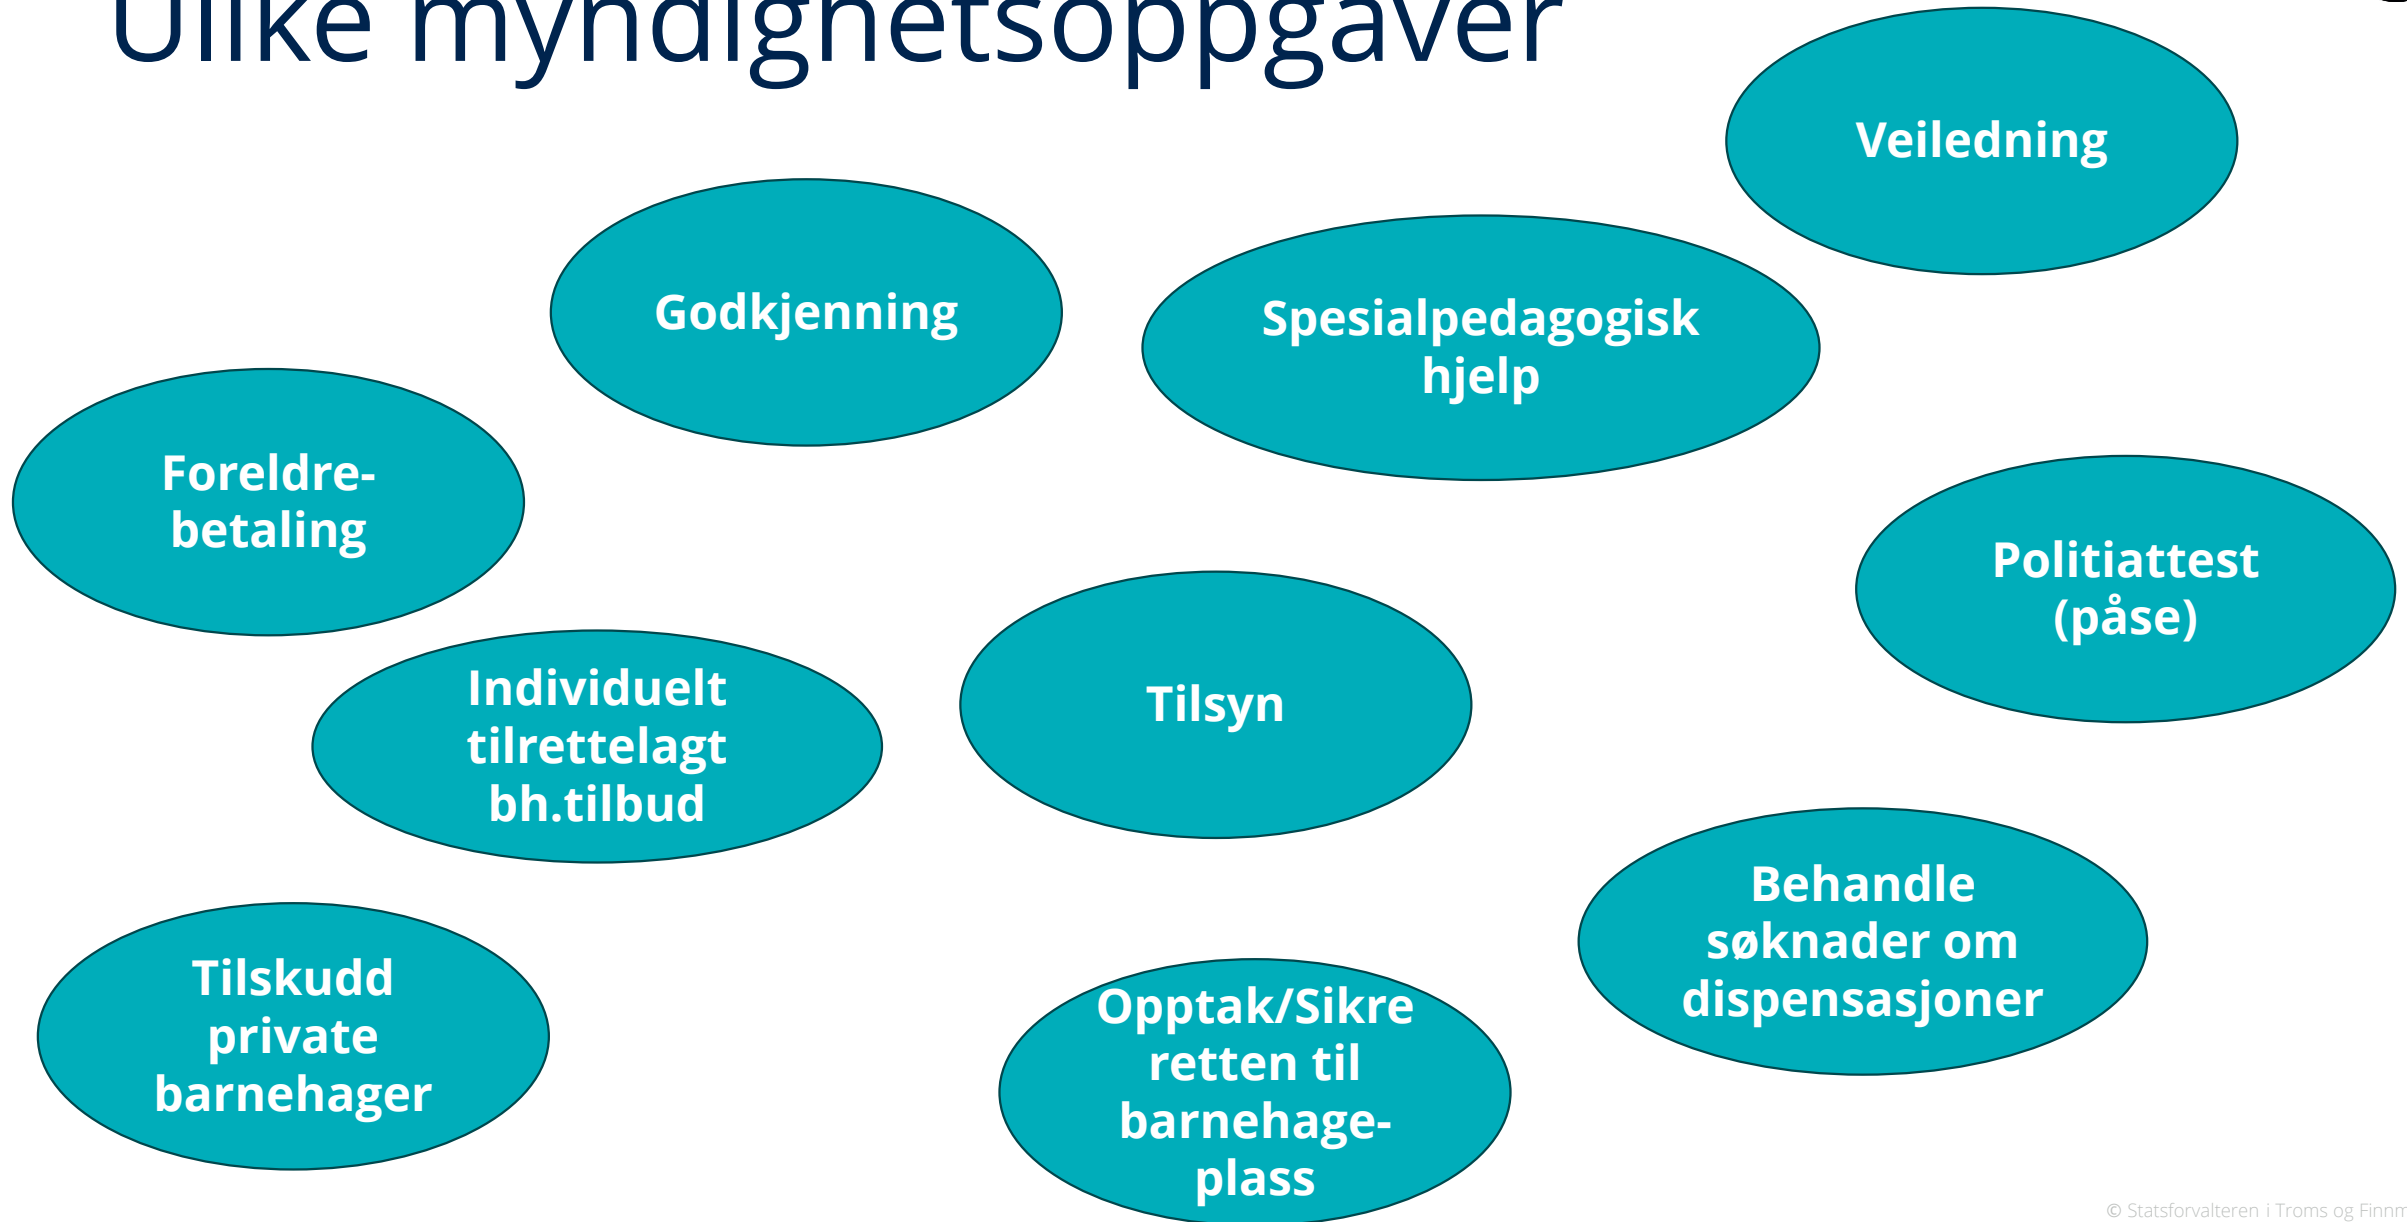 Ulike myndighetsoppgaver
Veiledning
Godkjenning
Spesialpedagogisk
hjelp
Foreldre-
betaling
Politiattest
(påse)
Individuelt
tilrettelagt
bh.tilbud
Tilsyn
Behandle
søknader om
dispensasjoner
Tilskudd
private
barnehager
Opptak/Sikre
retten til
barnehage-
plass
© Statsforvalteren i Troms og